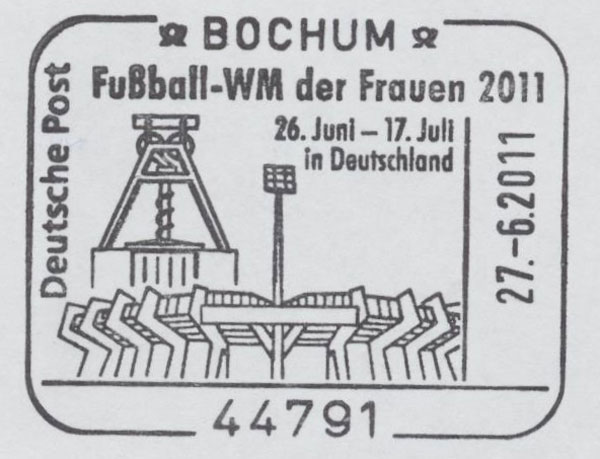 BOCHUM
Deutsche Post
Fußball-WM der Frauen 2011
26. Juni – 17. Juli
in Deutschland
27.-6.2011
44791